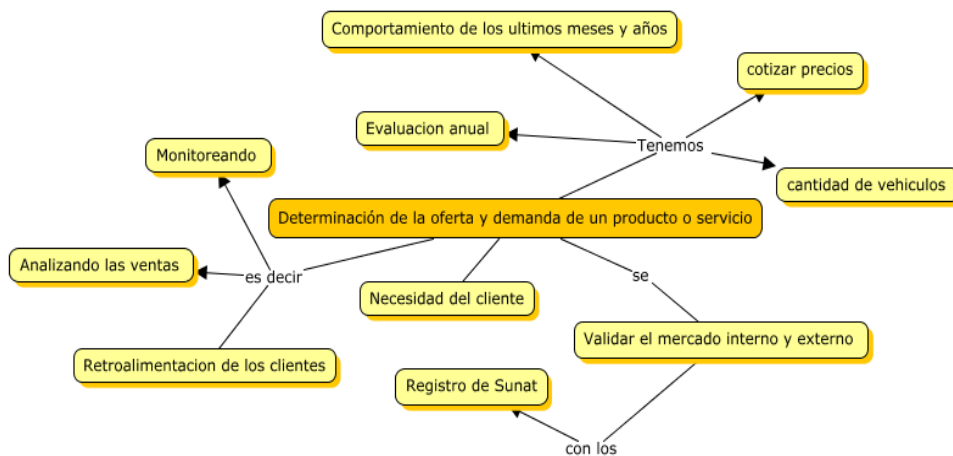 Comportamiento de los ultimos meses y años
cotizar precios
Evaluacion anual
Tenemos
Monitoreando
cantidad de vehiculos
Determinación de la oferta y demanda de un producto o servicio
Analizando las ventas
es decir
se
Necesidad del cliente
Validar el mercado interno y externo
Retroalimentacion de los clientes
Registro de Sunat
con los